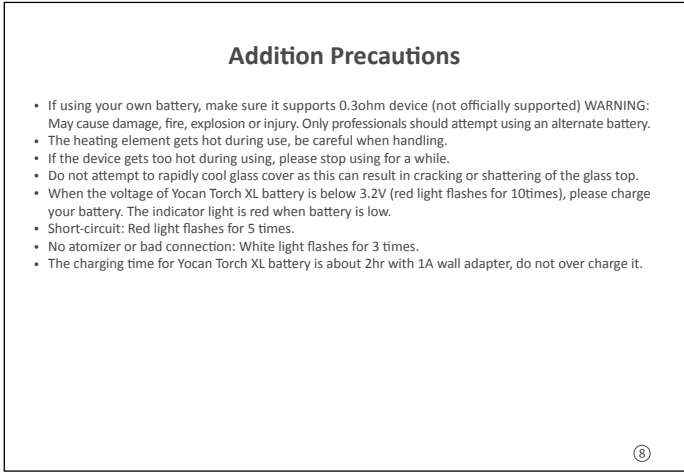 Addition Precautions
• If using your own battery, make sure it supports 0.3ohm device (not officially supported) WARNING:
May cause damage, fire, explosion or injury. Only professionals should attempt using an alternate battery.
• The heating element gets hot during use, be careful when handling.
• If the device gets too hot during using, please stop using for a while.
• Do not attempt to rapidly cool glass cover as this can result in cracking or shattering of the glass top.
• When the voltage of Yocan Torch XL battery is below 3.2V (red light flashes for 10times), please charge
your battery. The indicator light is red when battery is low.
• Short-circuit: Red light flashes for 5 times.
• No atomizer or bad connection: White light flashes for 3 times.
• The charging time for Yocan Torch XL battery is about 2hr with 1A wall adapter, do not over charge it.
8